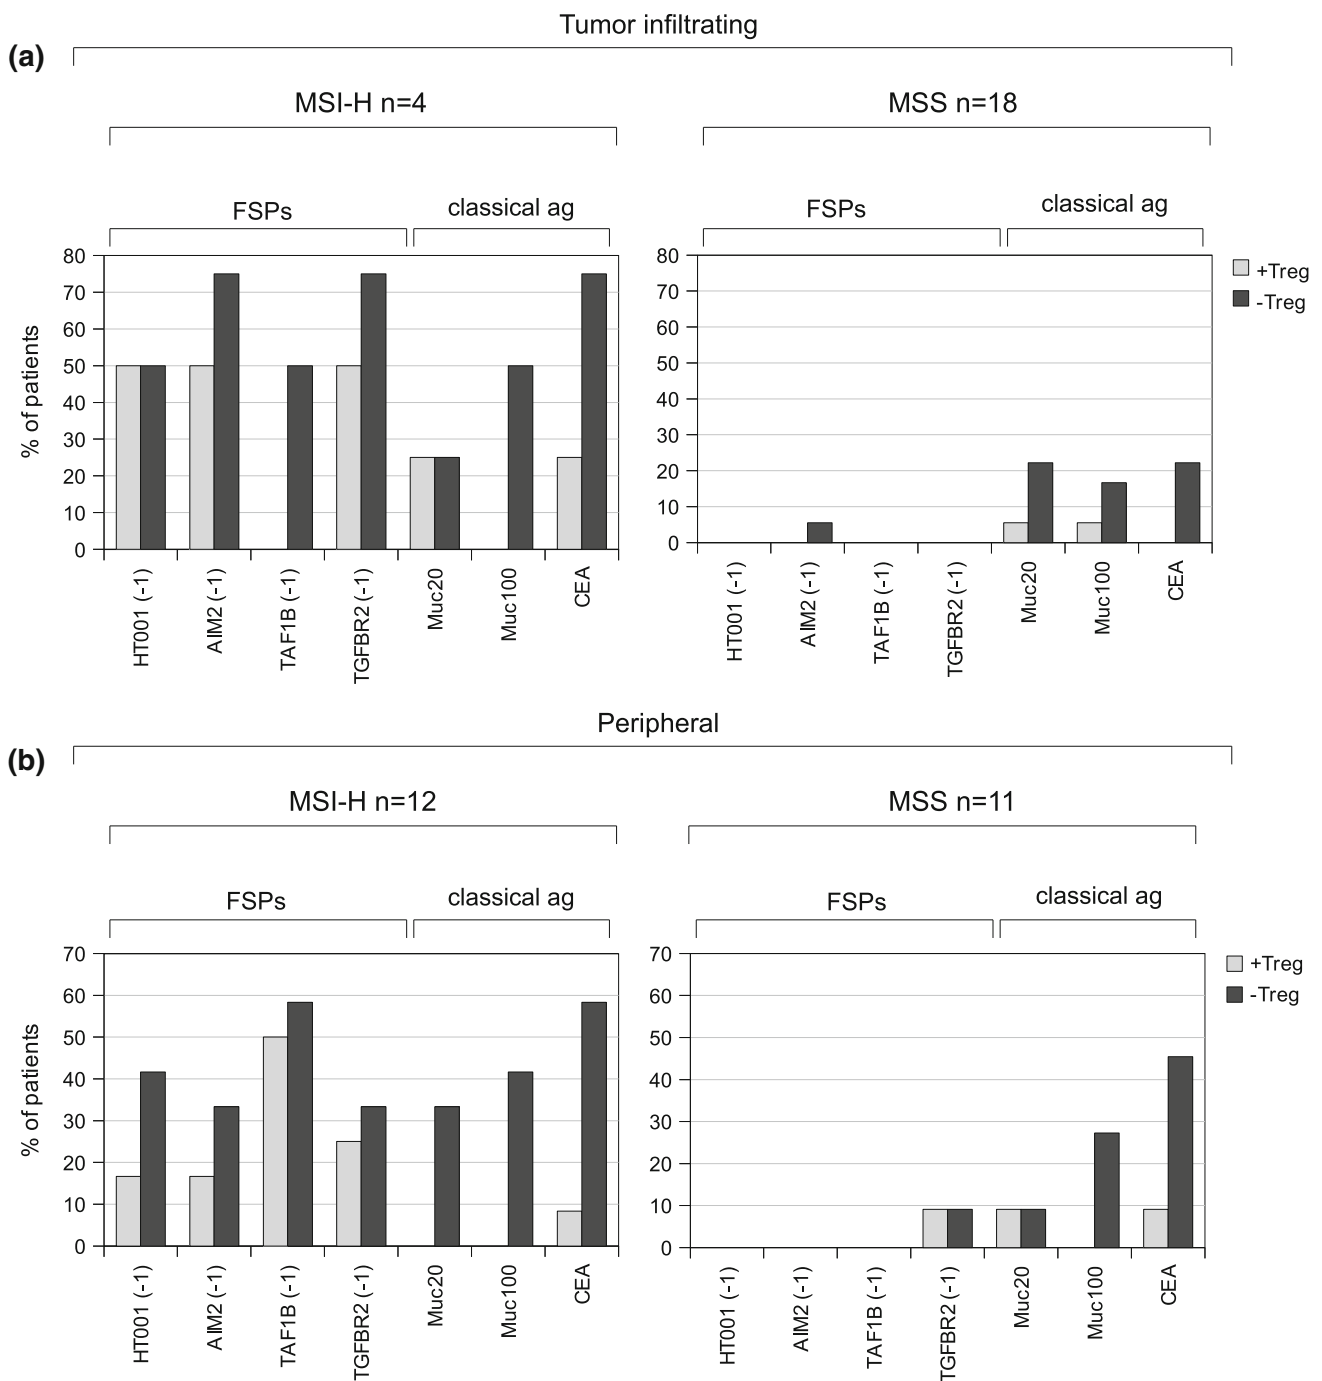 Tumor infiltrating
(a)
MSI-H n=4
MSS n=18
FSPs
classical ag
FSPs
classical ag
80
70
60
50
40
30
20
10
0
% of patients
HT001 (-1)
AIM2 (-1)
TAF1B (-1)
TGFBR2 (-1)
Muc20
Muc100
CEA
80
70
60
50
40
30
20
10
0
HT001 (-1)
AIM2 (-1)
TAF1B (-1)
TGFBR2 (-1)
Muc20
Muc100
CEA
+Treg
-Treg
Peripheral
(b)
MSI-H n=12
MSS n=11
FSPs
classical ag
FSPs
classical ag
70
60
50
40
30
20
10
0
% of patients
HT001 (-1)
AIM2 (-1)
TAF1B (-1)
TGFBR2 (-1)
Muc20
Muc100
CEA
70
60
50
40
30
20
10
0
HT001 (-1)
AIM2 (-1)
TAF1B (-1)
TGFBR2 (-1)
Muc20
Muc100
CEA
+Treg
-Treg